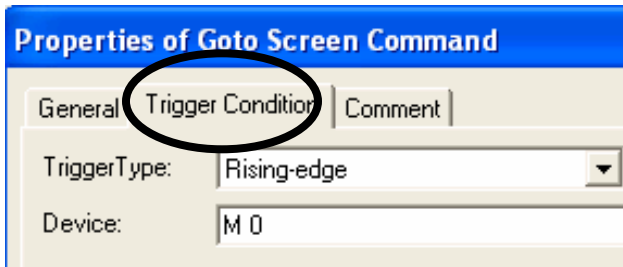 Properties of Goto Screen Command
General Trigger Condition Comment
TriggerType: Rising-edge
Device: M 0